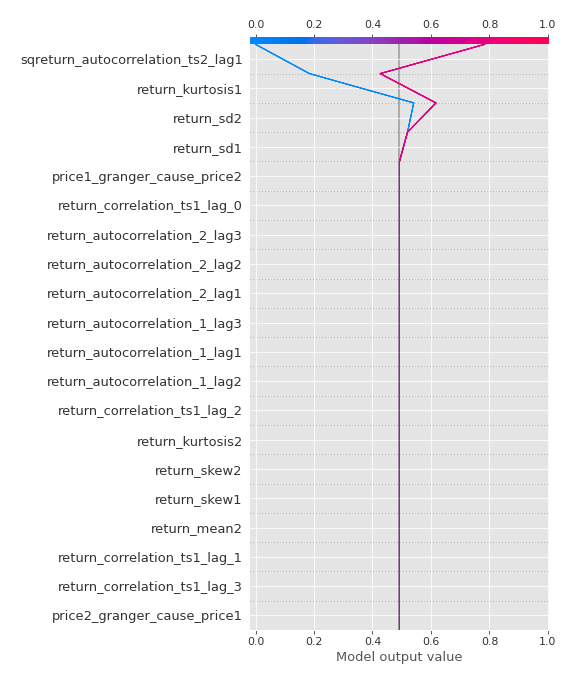 0.0 0.2 0.4 0.6 0.8 1.0
sqreturn_autocorrelation_ts2_lag1
return_kurtosis1
return_sd2
return_sd1
price1_granger_cause_price2
return_correlation_ts1_lag_0
return_autocorrelation_2_lag3
return_autocorrelation_2_lag2
return_autocorrelation_2_lag1
return_autocorrelation_1_lag3
return_autocorrelation_1_lag1
return_autocorrelation_1_lag2
return_correlation_ts1_lag_2
return_kurtosis2
return_skew2
return_skew1
return_mean2
return_correlation_ts1_lag_1
return_correlation_ts1_lag_3
price2_granger_cause_price1
0.0 0.2 0.4 0.6 0.8 1.0
Model output value